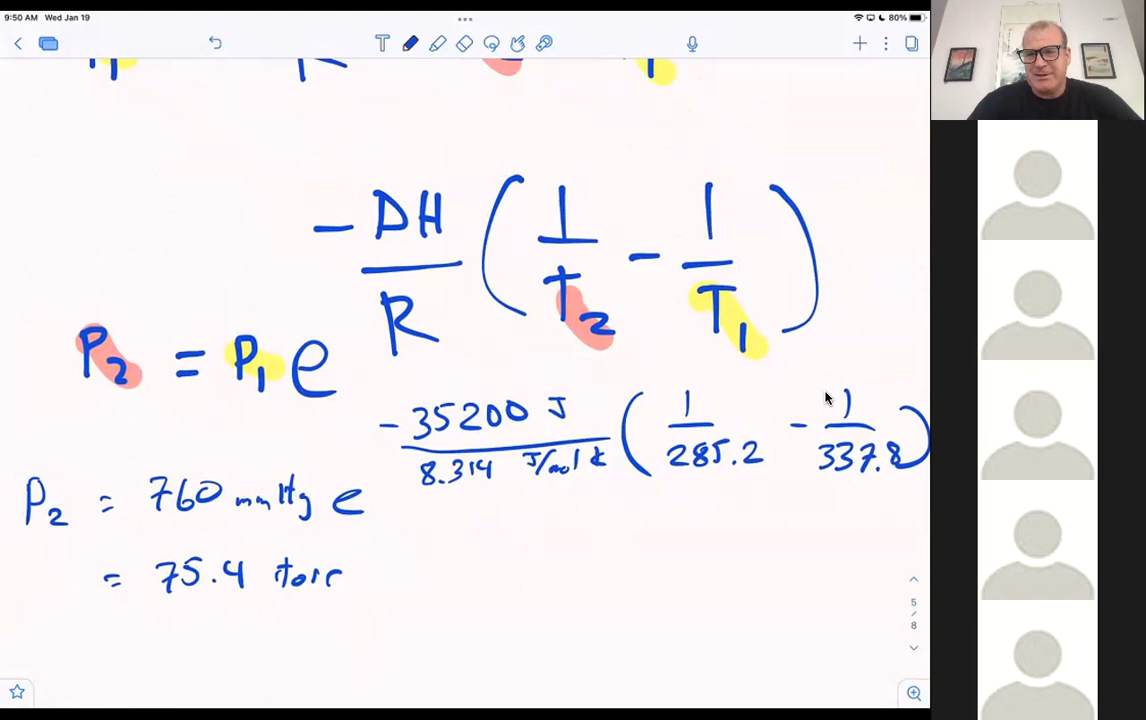 9:50 AM Wed Jan 19
80%
T
- DH/R (1/T2 - 1/T1)
P2 = P1 e
- 35200 J / 8.314 J/mol K (1/285.2 - 1/337.8)
P2 = 760 mmHg e
= 75.4 torr
5
/
8